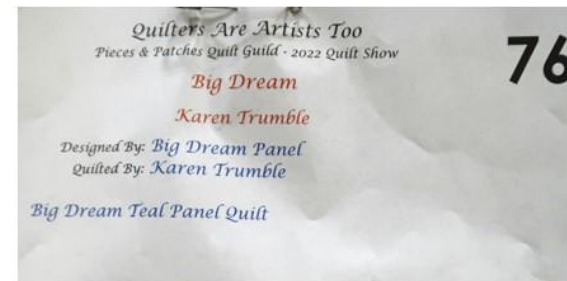 Quilters Are Artists Too
Pieces & Patches Quilt Guild - 2022 Quilt Show
76
Big Dream
Karen Trumble
Designed By: Big Dream Panel
Quilted By: Karen Trumble
Big Dream Teal Panel Quilt